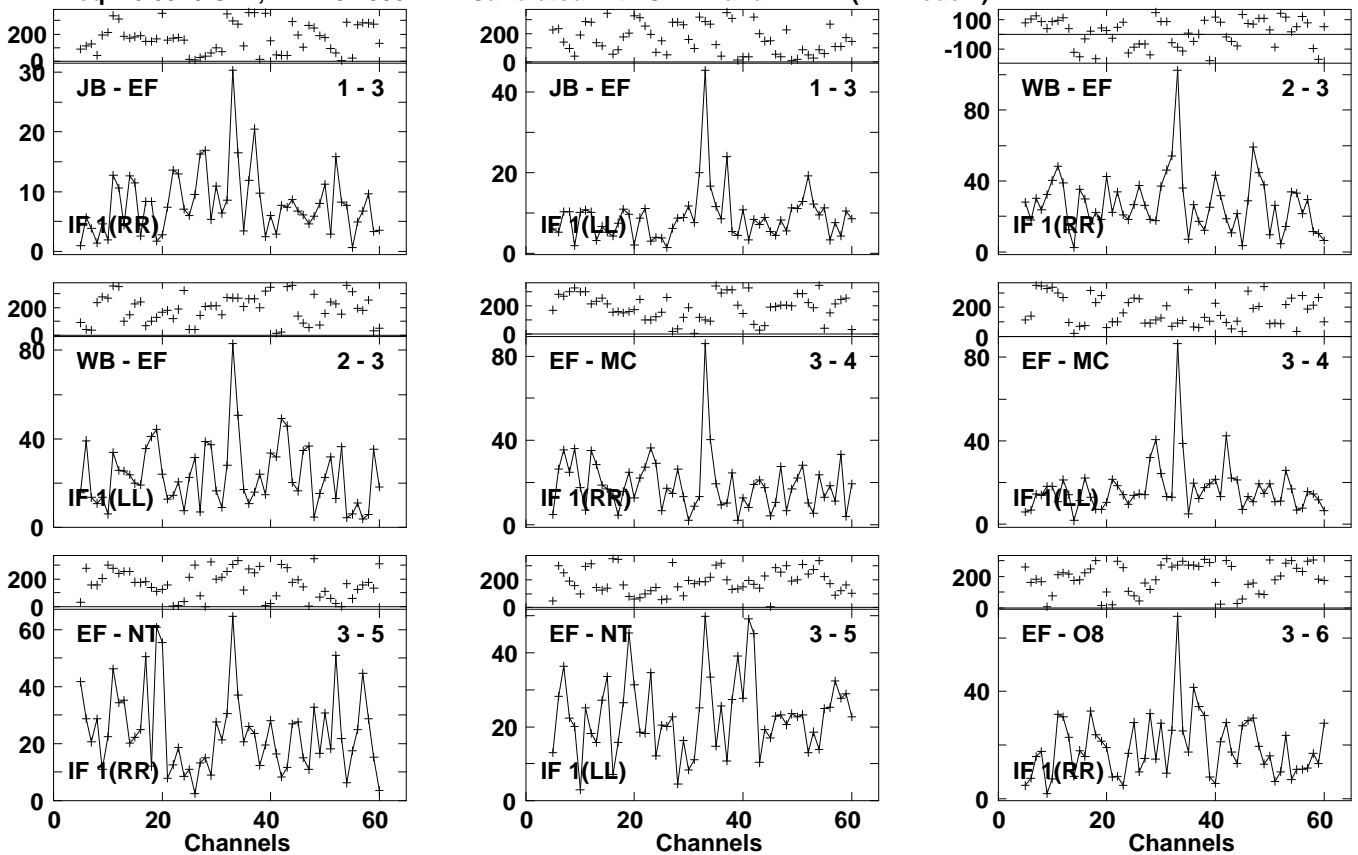 200
0
200
0
100
-100
JB - EF 1 - 3
30
20
10
0
IF 1(RR)
JB - EF 1 - 3
40
20
0
IF 1(LL)
WB - EF 2 - 3
80
40
0
IF 1(RR)
200
0
200
0
200
0
WB - EF 2 - 3
80
40
0
IF 1(LL)
EF - MC 3 - 4
80
40
0
IF 1(RR)
EF - MC 3 - 4
80
40
0
IF 1(LL)
200
0
200
0
200
0
EF - NT 3 - 5
60
40
20
0
IF 1(RR)
EF - NT 3 - 5
40
20
0
IF 1(LL)
EF - O8 3 - 6
40
0
IF 1(RR)
0 20 40 60
0 20 40 60
0 20 40 60
Channels
Channels
Channels